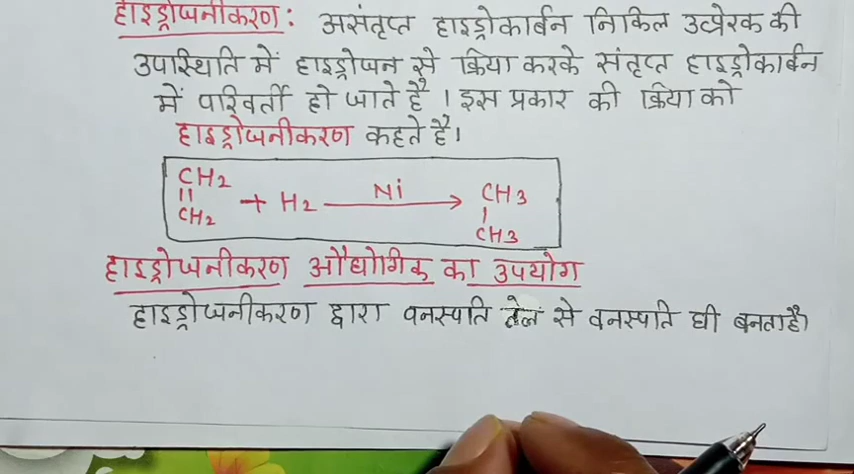 हाइड्रोजनीकरण: असंतृप्त हाइड्रोकार्बन निकिल उत्प्रेरक की
उपस्थिति में हाइड्रोजन से क्रिया करके संतृप्त हाइड्रोकार्बन
में परिवर्ती हो जाते है । इस प्रकार की क्रिया को
हाइड्रोजनीकरण कहते है।
CH2
||
CH2 + H2 Ni → CH3
|
CH3
हाइड्रोजनीकरण औद्योगिक का उपयोग
हाइड्रोजनीकरण द्वारा वनस्पति तेल से वनस्पति घी बनता है।